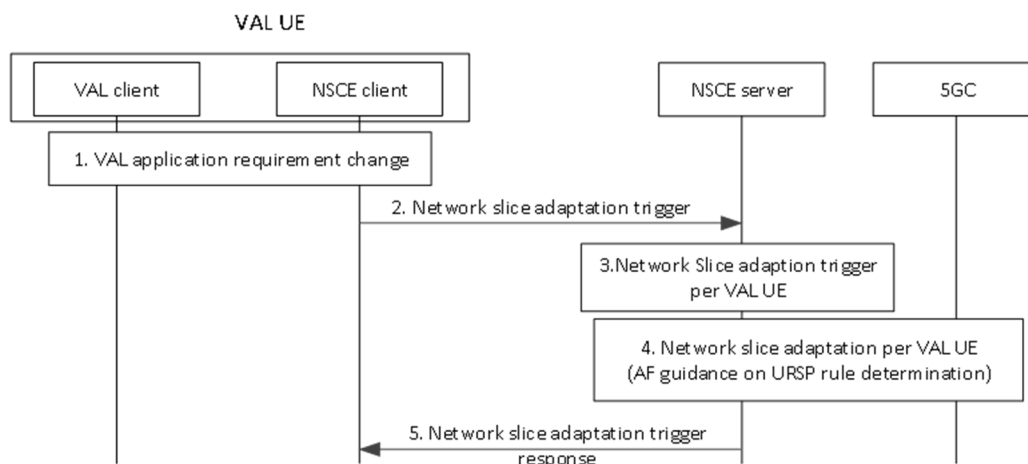 VAL UE
VAL client
NSCE client
NSCE server
5GC
1. VAL application requirement change
2. Network slice adaptation trigger
3.Network Slice adaption trigger
per VAL UE
4. Network slice adaptation per VAL UE
(AF guidance on URSP rule determination)
5. Network slice adaptation trigger
response